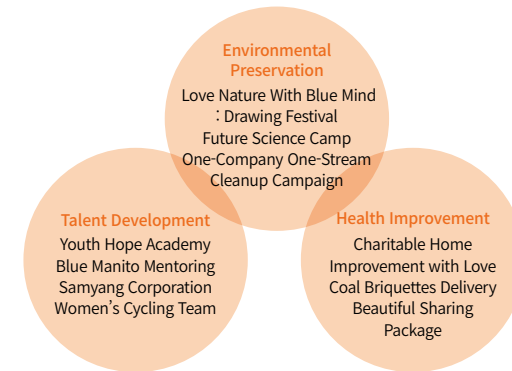 Environmental
Preservation
Love Nature With Blue Mind
: Drawing Festival
Future Science Camp
One-Company One-Stream
Cleanup Campaign
Talent Development
Youth Hope Academy
Blue Manito Mentoring
Samyang Corporation
Women's Cycling Team
Health Improvement
Charitable Home
Improvement with Love
Coal Briquettes Delivery
Beautiful Sharing
Package